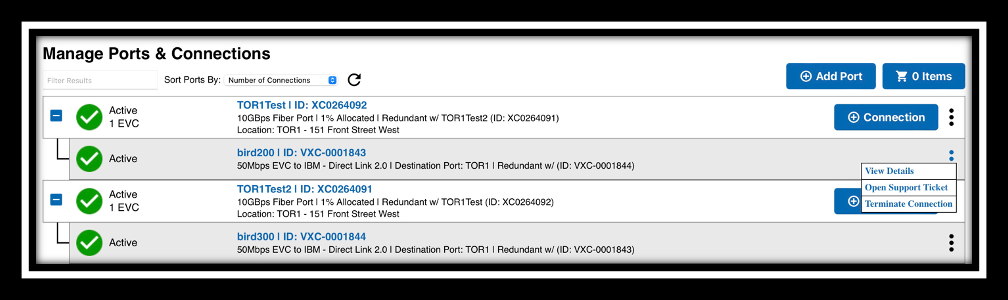 Manage Ports & Connections
Filter Results
Sort Ports By:
Number of Connections
Add Port
0 Items
Active
1 EVC
TOR1Test | ID: XC0264092
10GBps Fiber Port | 1% Allocated | Redundant w/ TOR1Test2 (ID: XC0264091)
Location: TOR1 - 151 Front Street West
Connection
Active
bird200 | ID: VXC-0001843
50Mbps EVC to IBM - Direct Link 2.0 | Destination Port: TOR1 | Redundant w/ (ID: VXC-0001844)
View Details
Open Support Ticket
Terminate Connection
Active
1 EVC
TOR1Test2 | ID: XC0264091
10GBps Fiber Port | 1% Allocated | Redundant w/ TOR1Test (ID: XC0264092)
Location: TOR1 - 151 Front Street West
Active
bird300 | ID: VXC-0001844
50Mbps EVC to IBM - Direct Link 2.0 | Destination Port: TOR1 | Redundant w/ (ID: VXC-0001843)